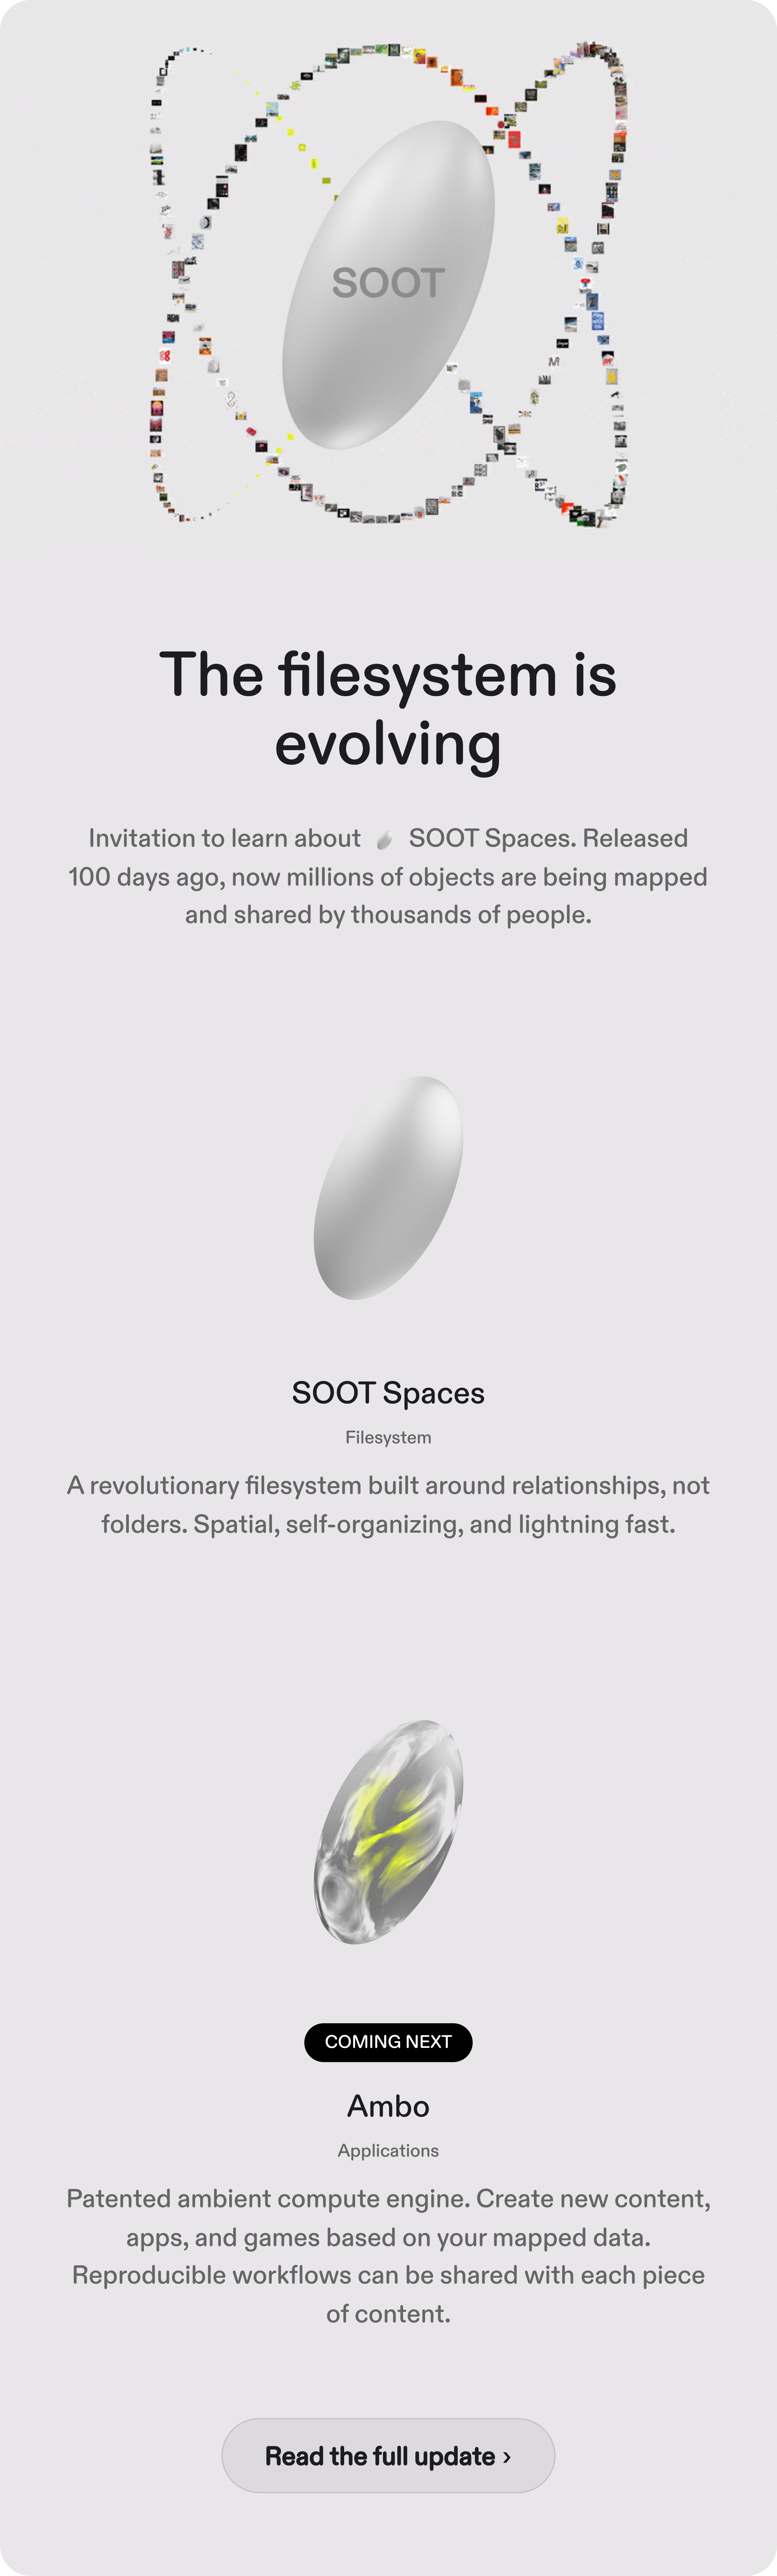 SOOT
The filesystem is
evolving
Invitation to learn about SOOT Spaces. Released
100 days ago, now millions of objects are being mapped
and shared by thousands of people.
SOOT Spaces
Filesystem
A revolutionary filesystem built around relationships, not
folders. Spatial, self-organizing, and lightning fast.
COMING NEXT
Ambo
Applications
Patented ambient compute engine. Create new content,
apps, and games based on your mapped data.
Reproducible workflows can be shared with each piece
of content.
Read the full update ›